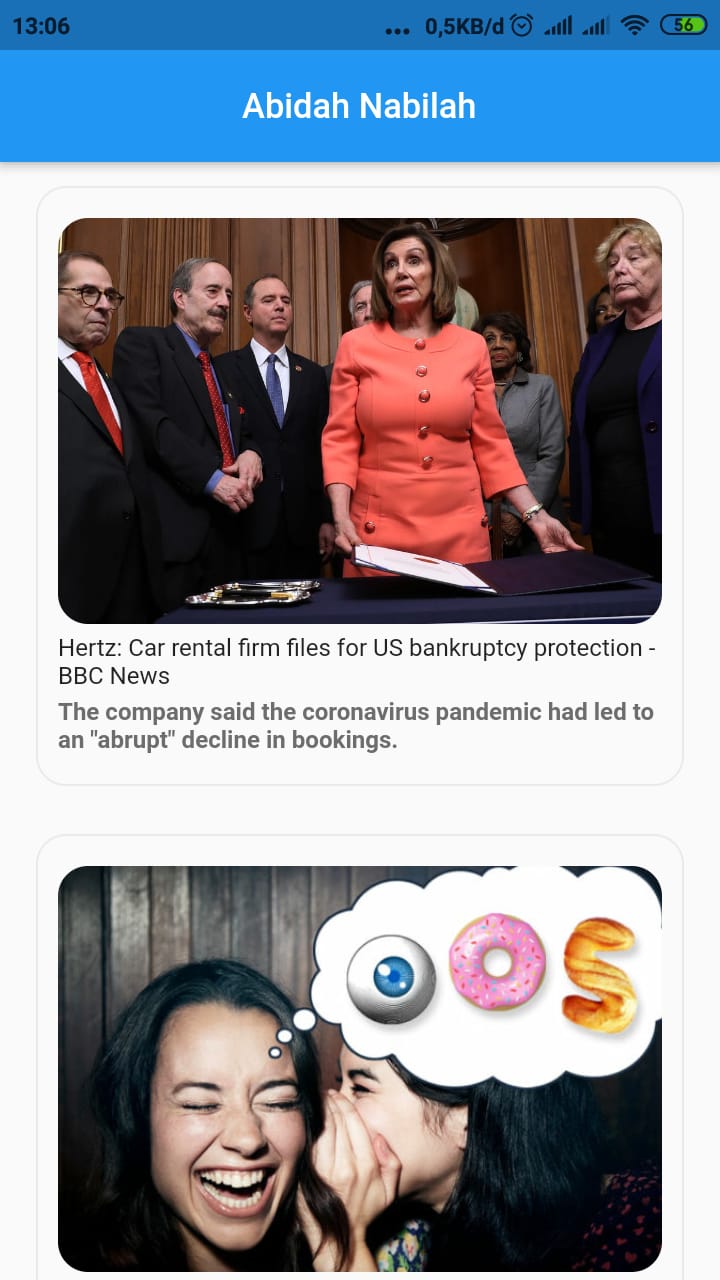 13:06
... 0,5KB/d 56
Abidah Nabilah
Hertz: Car rental firm files for US bankruptcy protection -
BBC News
The company said the coronavirus pandemic had led to
an "abrupt" decline in bookings.